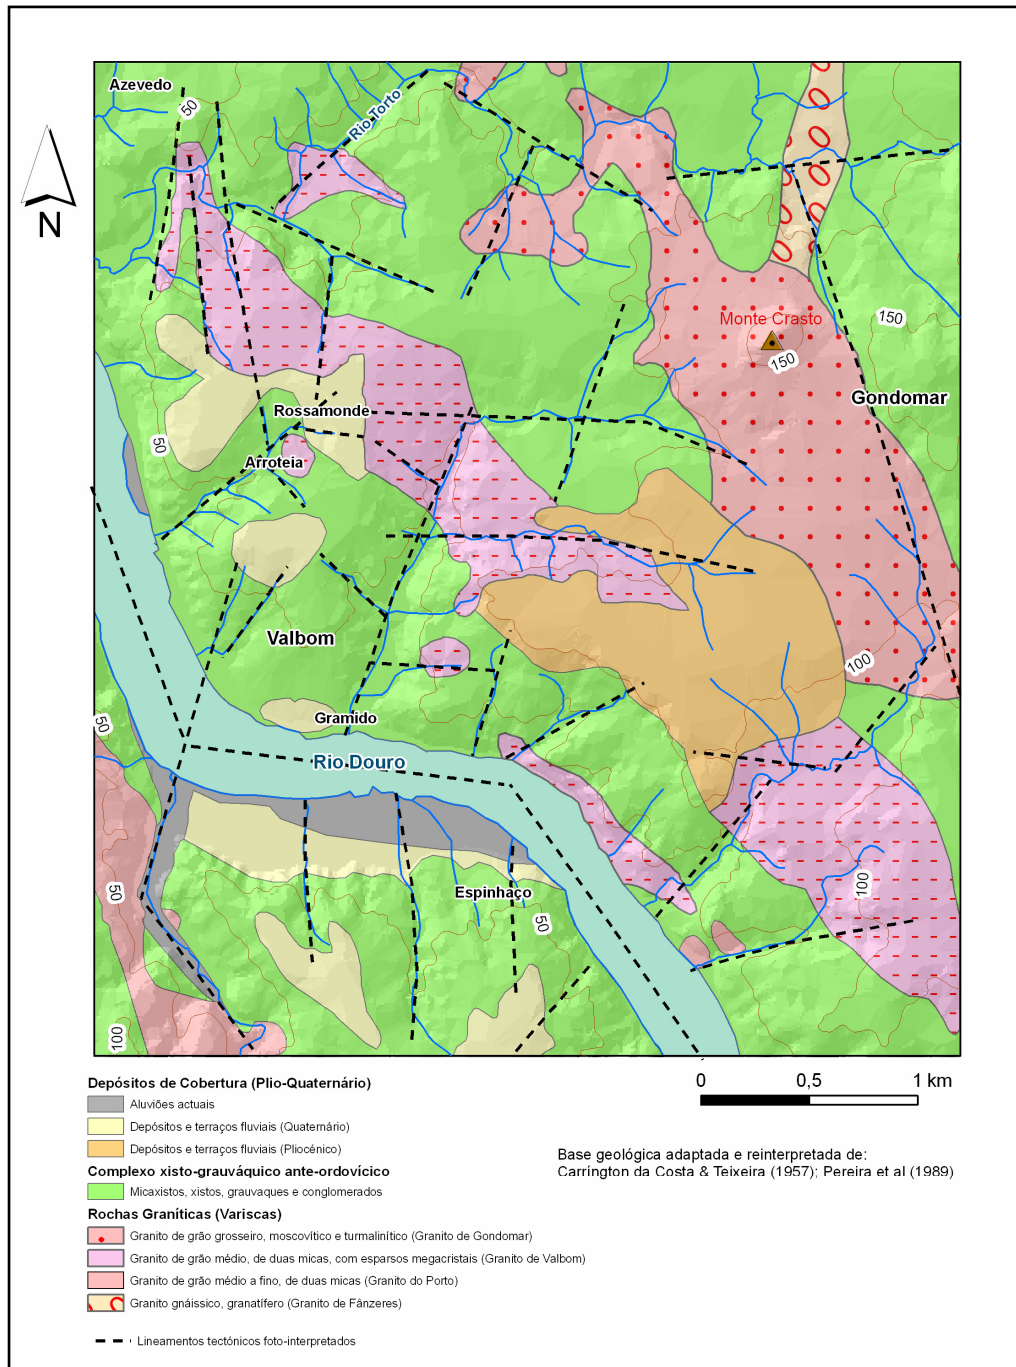 Azevedo
50
Rio Torto
N
Monte Crasto
150
150
Gondomar
Rossamonde
50
Arroteia
Valbom
100
Gramido
50
Rio Douro
50
Espinhaço
50
100
100
Depósitos de Cobertura (Plio-Quaternário)
Aluviões actuais
Depósitos e terraços fluviais (Quaternário)
Depósitos e terraços fluviais (Pliocénico)
Complexo xisto-grauváquico ante-ordovícico
Micaxistos, xistos, grauvaques e conglomerados
Rochas Graníticas (Variscas)
Granito de grão grosseiro, moscovítico e turmalinítico (Granito de Gondomar)
Granito de grão médio, de duas micas, com esparsos megacristais (Granito de Valbom)
Granito de grão médio a fino, de duas micas (Granito do Porto)
Granito gnáissico, granatífero (Granito de Fânzeres)
Lineamentos tectónicos foto-interpretados
0 0,5 1 km
Base geológica adaptada e reinterpretada de:
Carríngton da Costa & Teixeira (1957); Pereira et al (1989)